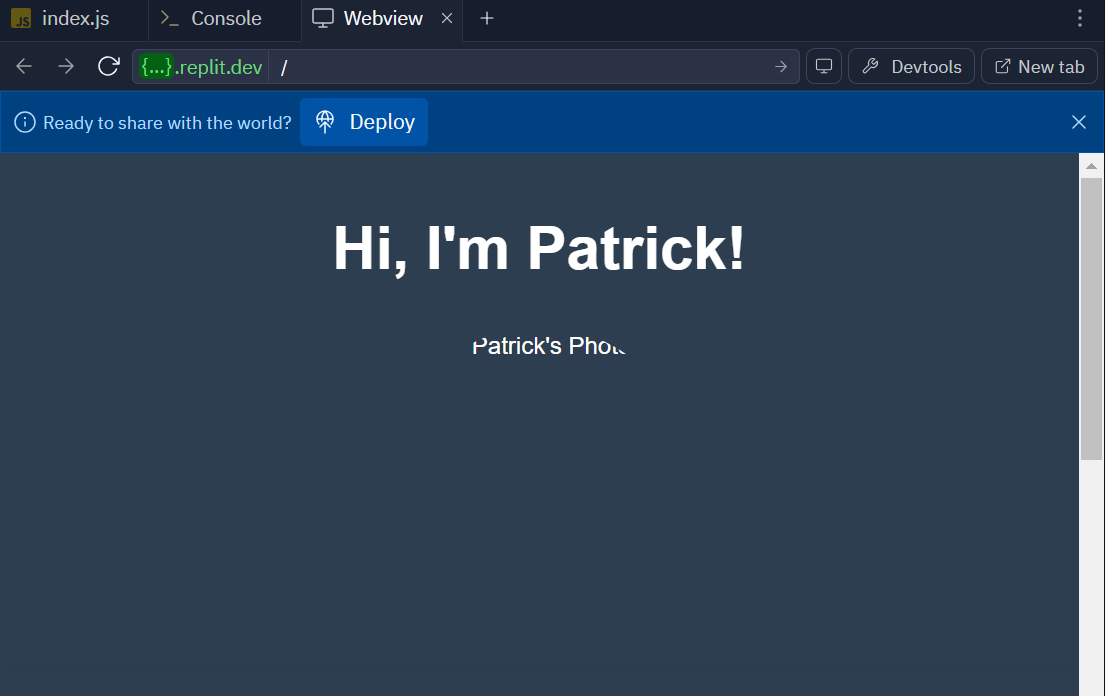 JS index.js
Console
Webview
{...}.replit.dev /
Devtools
New tab
Ready to share with the world?
Deploy
Hi, I'm Patrick!
Patrick's Photo